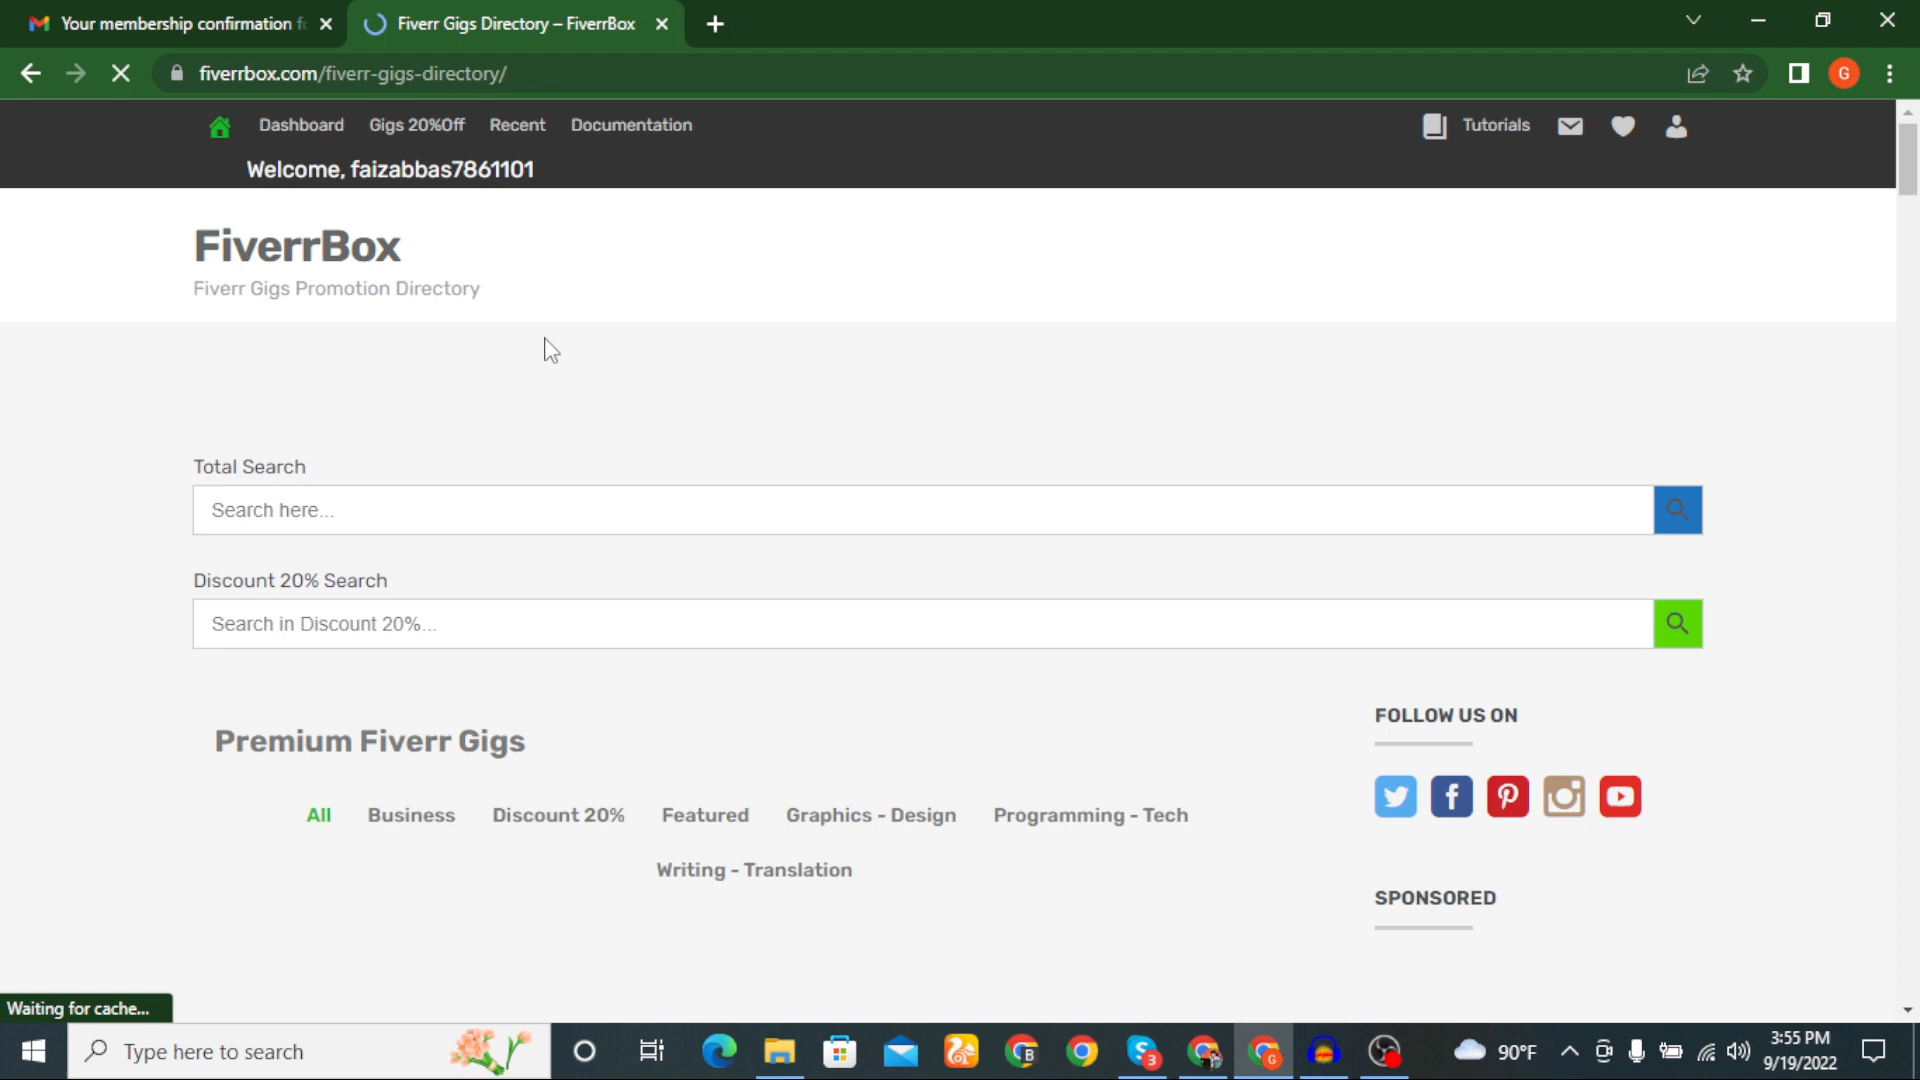 Your membership confirmation f
Fiverr Gigs Directory – FiverrBox
fiverrbox.com/fiverr-gigs-directory/
G
Dashboard Gigs 20%Off Recent Documentation
Tutorials
Welcome, faizabbas7861101
FiverrBox
Fiverr Gigs Promotion Directory
Total Search
Search here...
Discount 20% Search
Search in Discount 20%...
Premium Fiverr Gigs
FOLLOW US ON
All Business Discount 20% Featured Graphics - Design Programming - Tech
Writing - Translation
SPONSORED
Waiting for cache...
Type here to search
B
3
G
90°F
3:55 PM
9/19/2022